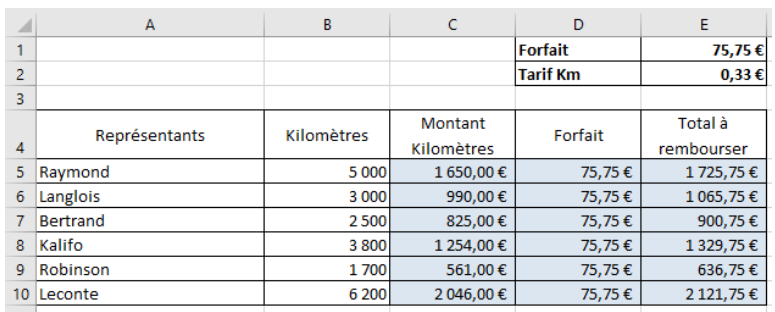 A B C D E
1 Forfait 75,75 €
2 Tarif Km 0,33 €
3
4 Représentants Kilomètres Montant Kilomètres Forfait Total à rembourser
5 Raymond 5 000 1 650,00 € 75,75 € 1 725,75 €
6 Langlois 3 000 990,00 € 75,75 € 1 065,75 €
7 Bertrand 2 500 825,00 € 75,75 € 900,75 €
8 Kalifo 3 800 1 254,00 € 75,75 € 1 329,75 €
9 Robinson 1 700 561,00 € 75,75 € 636,75 €
10 Leconte 6 200 2 046,00 € 75,75 € 2 121,75 €